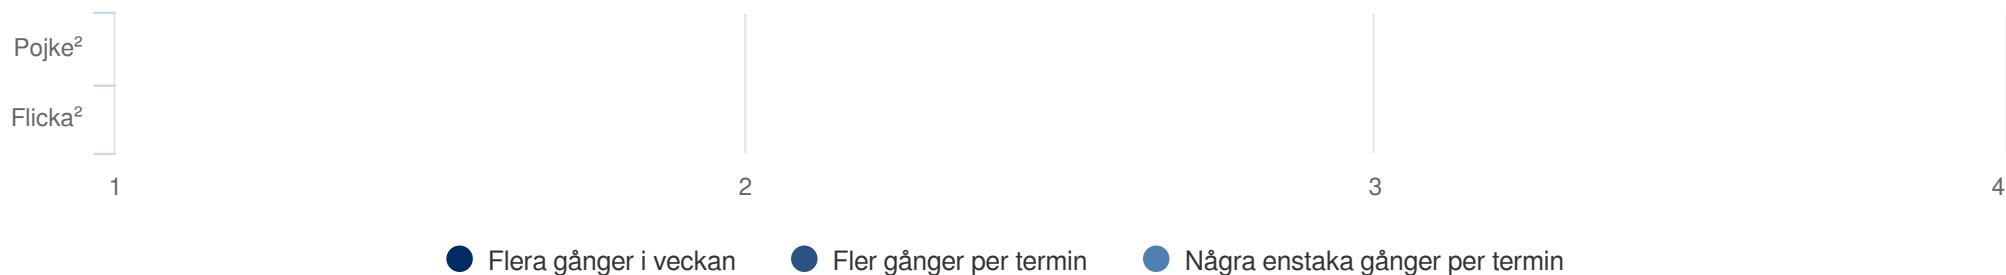 Pojke²
Flicka²
1 2 3 4
Flera gånger i veckan Fler gånger per termin Några enstaka gånger per termin